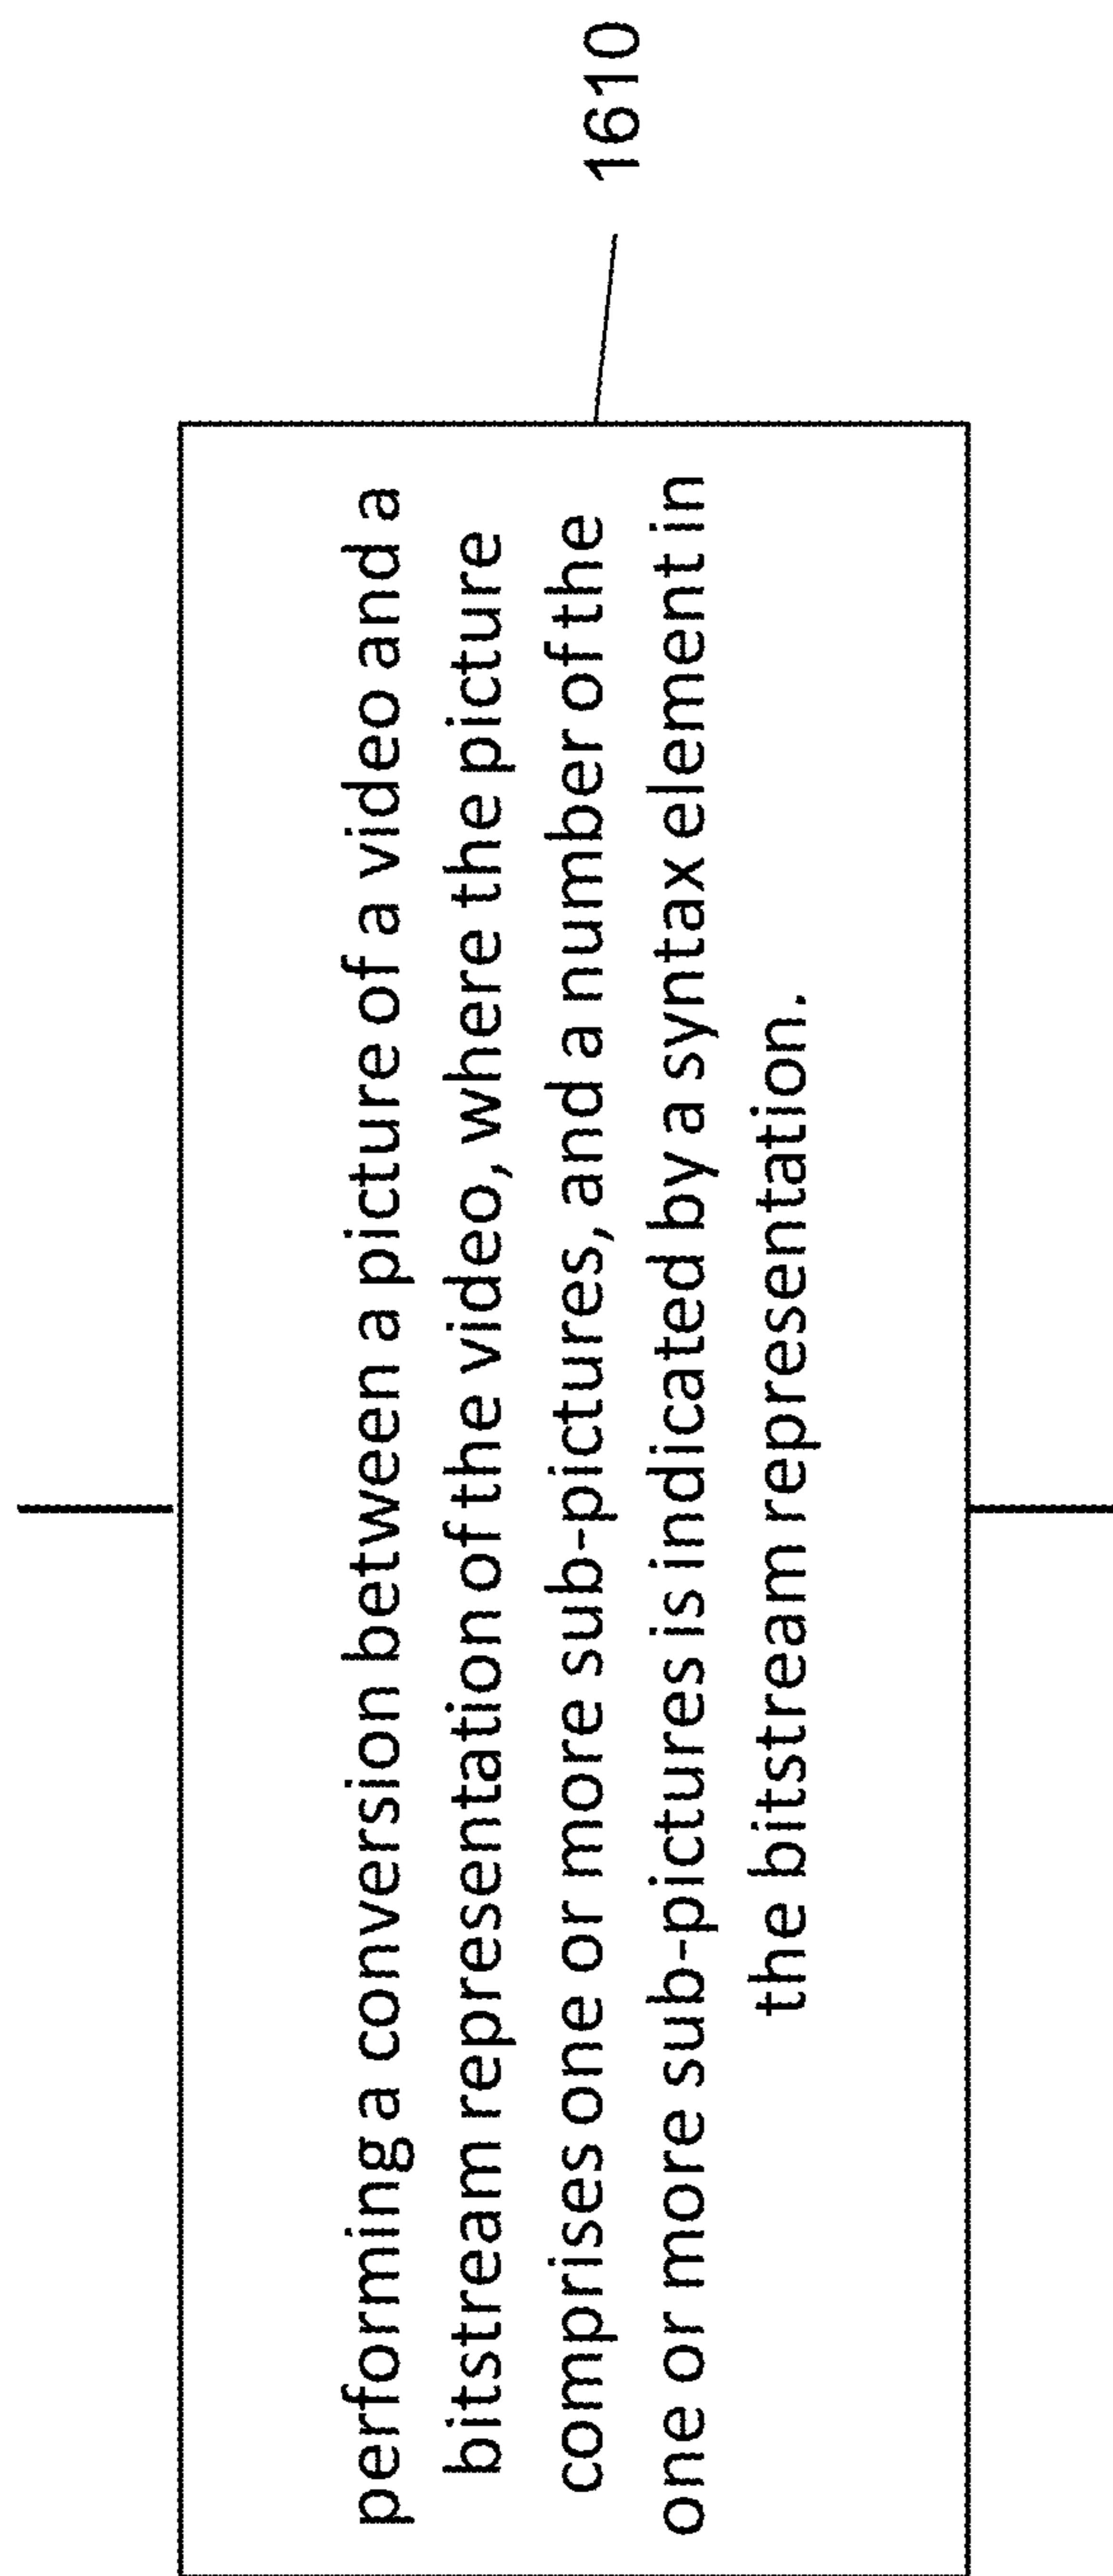 performing a conversion between a picture of a video and a
bitstream representation of the video, where the picture
comprises one or more sub-pictures, and a number of the
one or more sub-pictures is indicated by a syntax element in
the bitstream representation.
1610